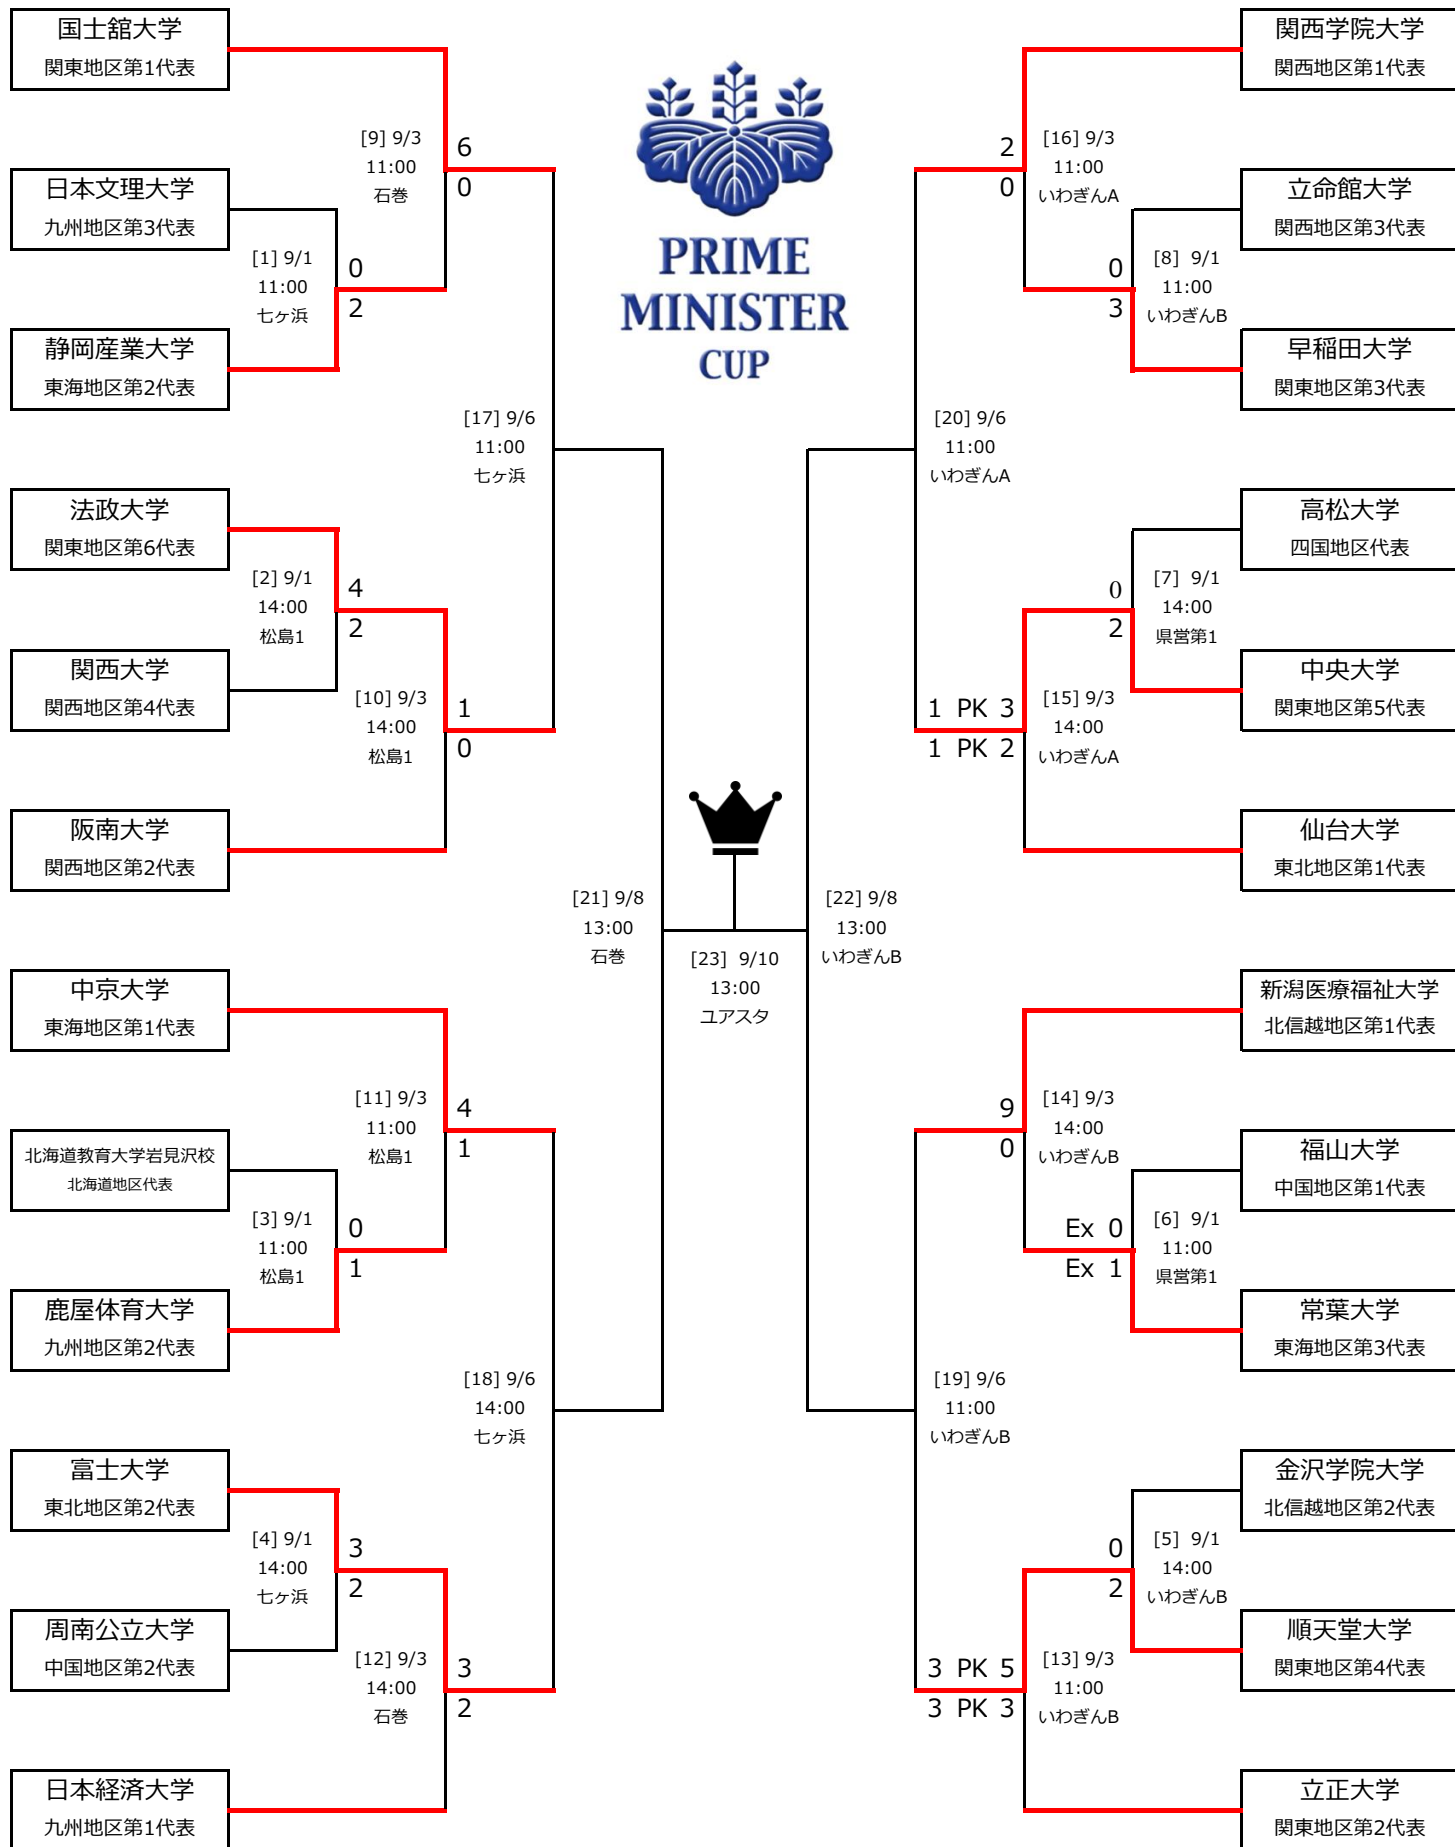 国士舘大学
関東地区第1代表
[9] 9/3
11:00
石巻
6
0
日本文理大学
九州地区第3代表
[1] 9/1
11:00
七ヶ浜
0
2
静岡産業大学
東海地区第2代表
[17] 9/6
11:00
七ヶ浜
法政大学
関東地区第6代表
[2] 9/1
14:00
松島1
4
2
関西大学
関西地区第4代表
[10] 9/3
14:00
松島1
1
0
阪南大学
関西地区第2代表
[21] 9/8
13:00
石巻
中京大学
東海地区第1代表
[11] 9/3
11:00
松島1
4
1
北海道教育大学岩見沢校
北海道地区代表
[3] 9/1
11:00
松島1
0
1
鹿屋体育大学
九州地区第2代表
[18] 9/6
14:00
七ヶ浜
富士大学
東北地区第2代表
[4] 9/1
14:00
七ヶ浜
3
2
周南公立大学
中国地区第2代表
[12] 9/3
14:00
石巻
3
2
日本経済大学
九州地区第1代表
PRIME
MINISTER
CUP
[23] 9/10
13:00
ユアスタ
関西学院大学
関西地区第1代表
2
0
[16] 9/3
11:00
いわぎんA
立命館大学
関西地区第3代表
0
3
[8] 9/1
11:00
いわぎんB
早稲田大学
関東地区第3代表
[20] 9/6
11:00
いわぎんA
高松大学
四国地区代表
0
2
[7] 9/1
14:00
県営第1
中央大学
関東地区第5代表
1 PK 3
1 PK 2
[15] 9/3
14:00
いわぎんA
仙台大学
東北地区第1代表
[22] 9/8
13:00
いわぎんB
新潟医療福祉大学
北信越地区第1代表
9
0
[14] 9/3
14:00
いわぎんB
福山大学
中国地区第1代表
Ex 0
Ex 1
[6] 9/1
11:00
県営第1
常葉大学
東海地区第3代表
[19] 9/6
11:00
いわぎんB
金沢学院大学
北信越地区第2代表
0
2
[5] 9/1
14:00
いわぎんB
順天堂大学
関東地区第4代表
3 PK 5
3 PK 3
[13] 9/3
11:00
いわぎんB
立正大学
関東地区第2代表